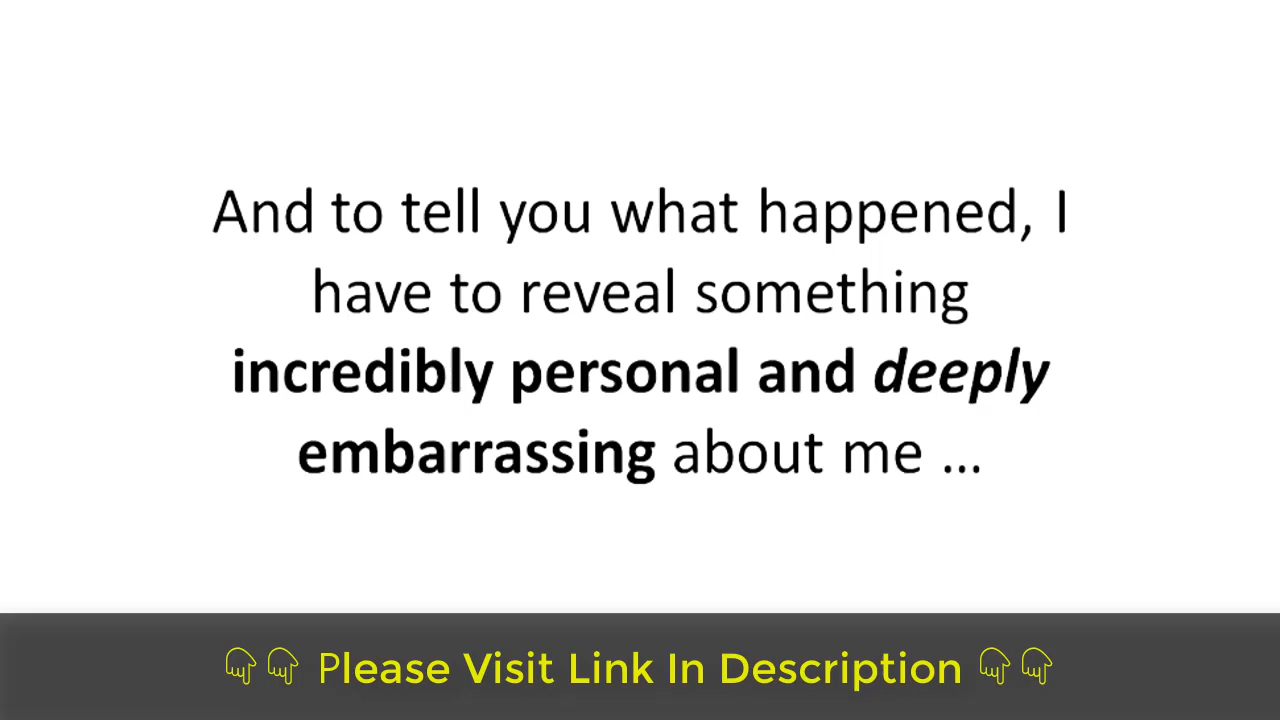 And to tell you what happened, I
have to reveal something
incredibly personal and deeply
embarrassing about me ...
Please Visit Link In Description